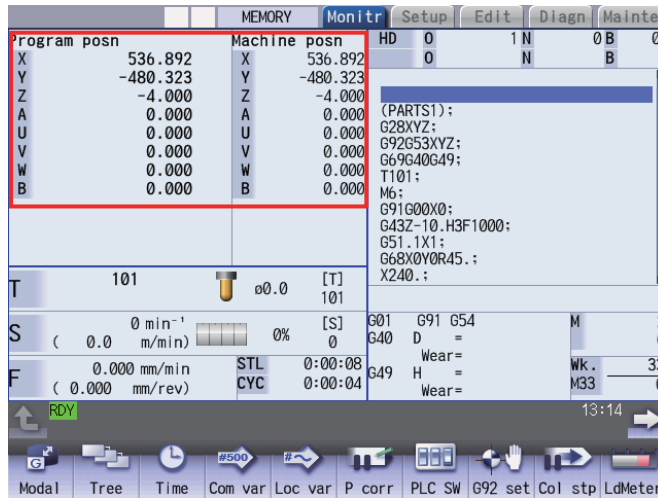 MEMORY Monitr Setup Edit Diagn Mainte
Program posn Machine posn
X 536.892 X 536.892
Y -480.323 Y -480.323
Z -4.000 Z -4.000
A 0.000 A 0.000
U 0.000 U 0.000
V 0.000 V 0.000
W 0.000 W 0.000
B 0.000 B 0.000
HD O 1 N 0 B
O N B
(PARTS1);
G28XYZ;
G92G53XYZ;
G69G40G49;
T101;
M6;
G91G00X0;
G43Z-10.H3F1000;
G51.1X1;
G68X0Y0R45.;
X240.;
T 101 ø0.0 [T]
101
S 0 min⁻¹ 0% [S]
( 0.0 m/min) 0
F 0.000 mm/min STL 0:00:08
( 0.000 mm/rev) CYC 0:00:04
G01 G91 G54 M
G40 D =
Wear=
G49 H = Wk. 
Wear= M33
RDY 13:14
G #500 #~
Modal Tree Time Com var Loc var P corr PLC SW G92 set Col stp LdMeter